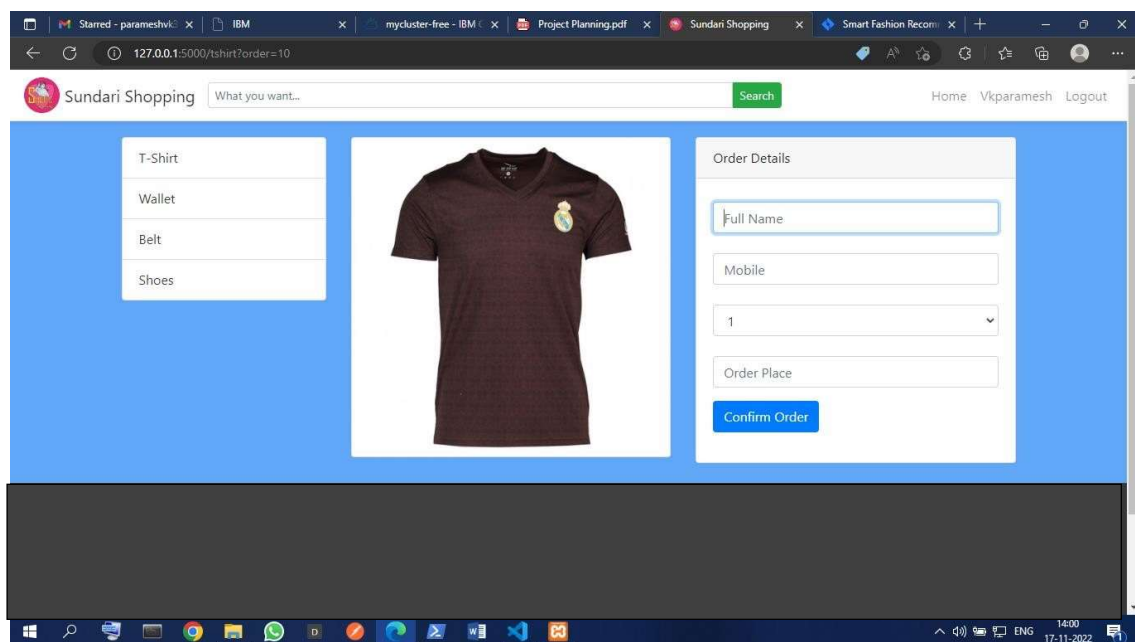 Starred - parameshvk
IBM
mycluster-free - IBM C
Project Planning.pdf
Sundari Shopping
Smart Fashion Recom
127.0.0.1:5000/tshirt?order=10
Sundari Shopping
What you want...
Search
Home
Vkparamesh
Logout
T-Shirt
Wallet
Belt
Shoes
Order Details
Full Name
Mobile
1
Order Place
Confirm Order
ENG
14:00
17-11-2022